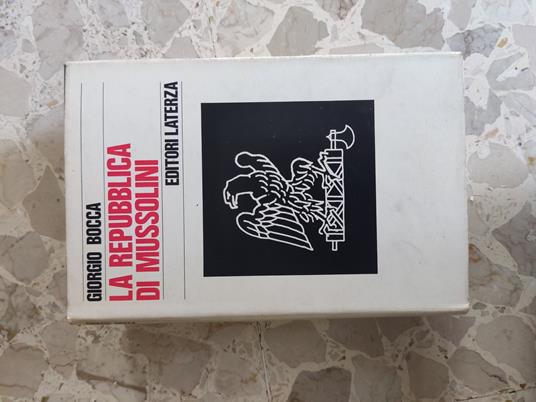 GIORGIO BOCCA
LA REPUBBLICA
DI MUSSOLINI
EDITORI LATERZA